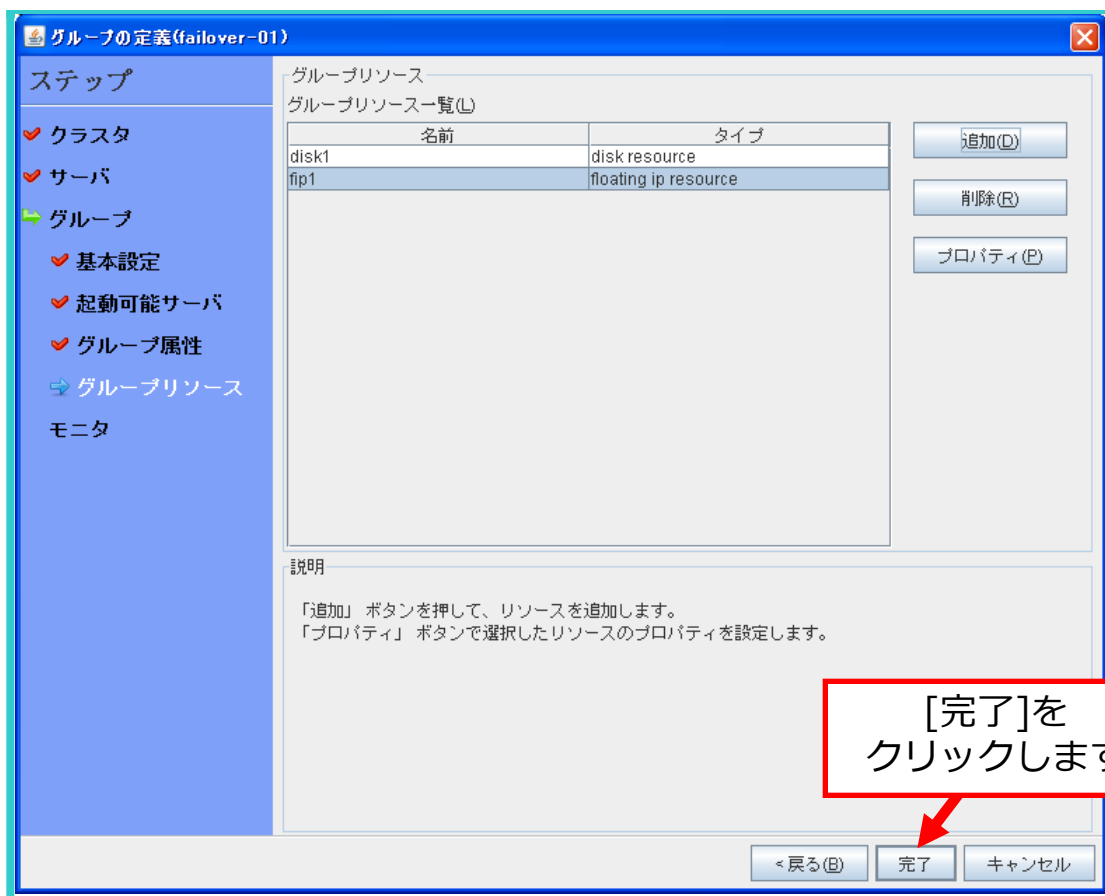 グループの定義(failover-01)
ステップ
クラスタ
サーバ
グループ
基本設定
起動可能サーバ
グループ属性
グループリソース
モニタ
グループリソース
グループリソース一覧(L)
名前 タイプ
disk1 disk resource
fip1 floating ip resource
追加(D)
削除(R)
プロパティ(P)
説明
「追加」 ボタンを押して、リソースを追加します。
「プロパティ」 ボタンで選択したリソースのプロパティを設定します。
[完了]を
クリックします
<戻る(B) 完了 キャンセル